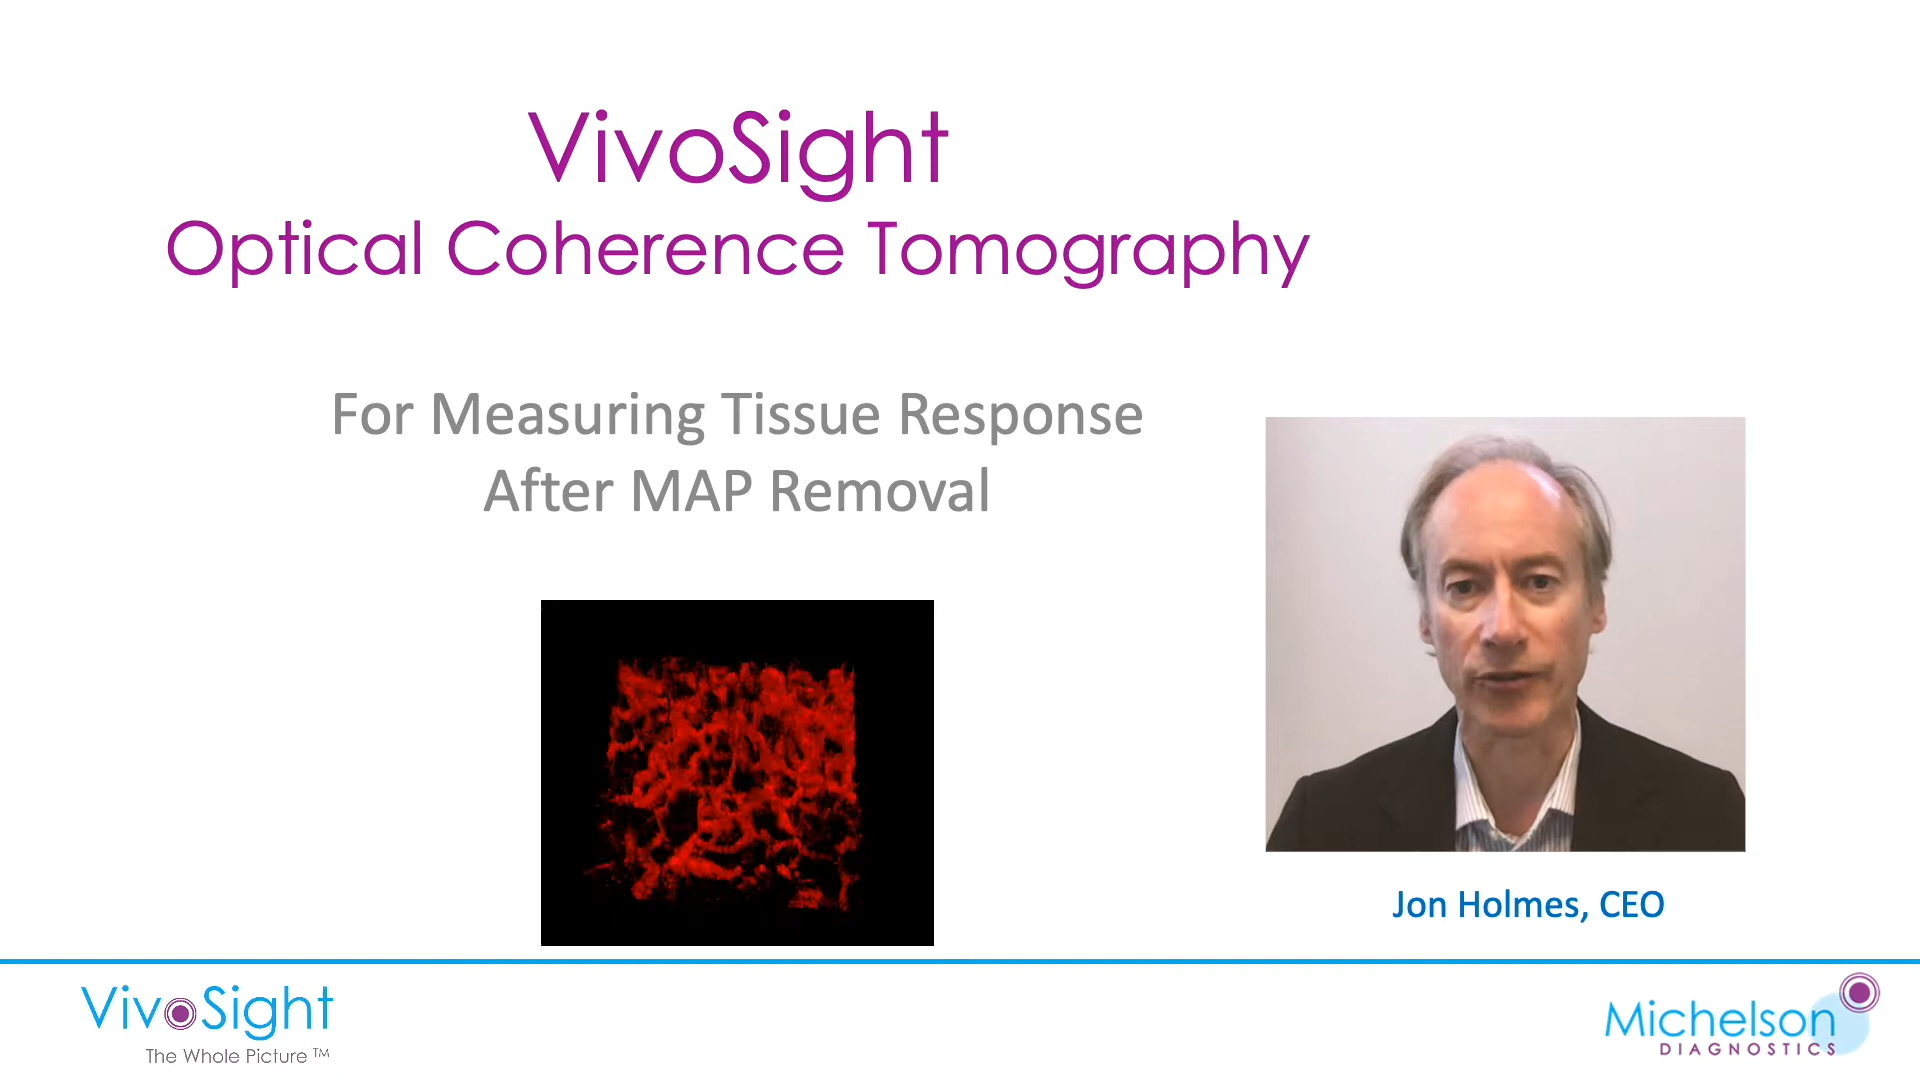 VivoSight
Optical Coherence Tomography
For Measuring Tissue Response
After MAP Removal
Jon Holmes, CEO
VivoSight
The Whole Picture ™
Michelson
DIAGNOSTICS